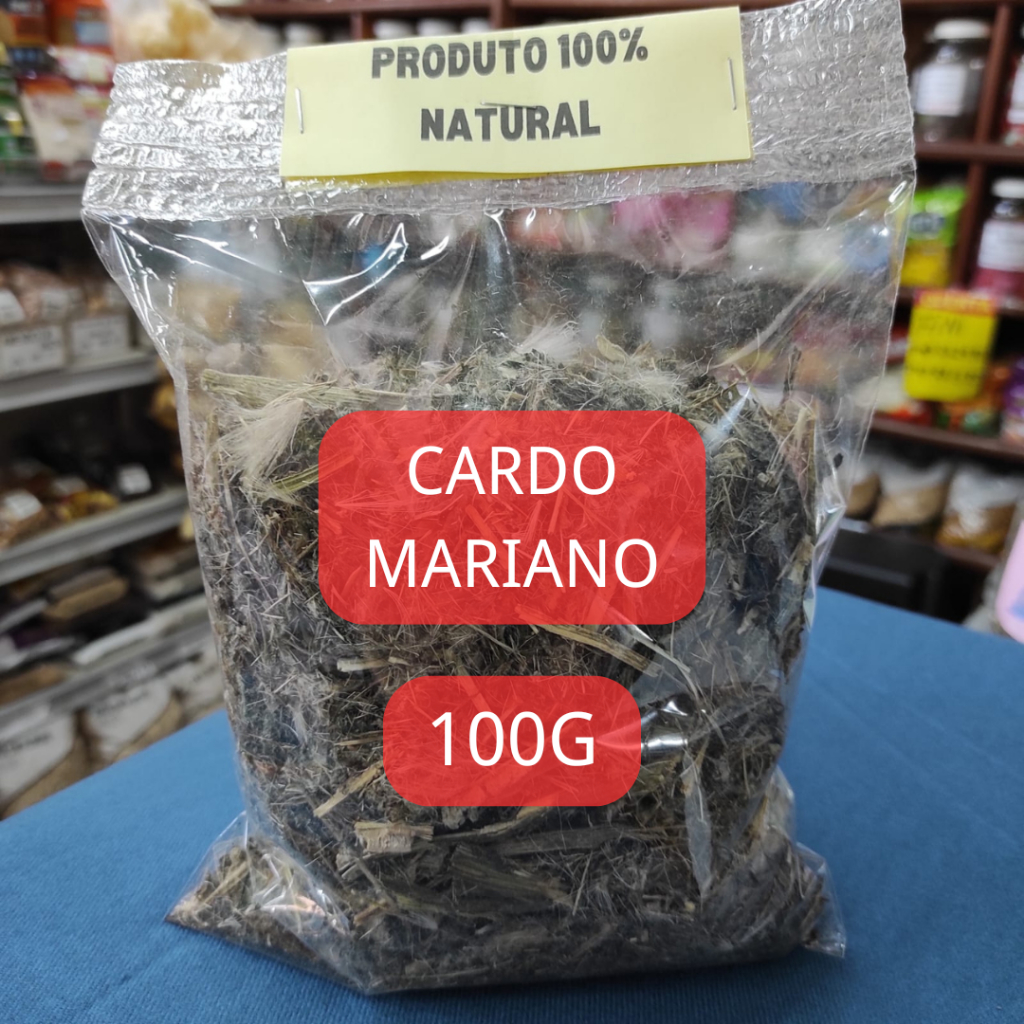 PRODUTO 100%
NATURAL
CARDO
MARIANO
100G